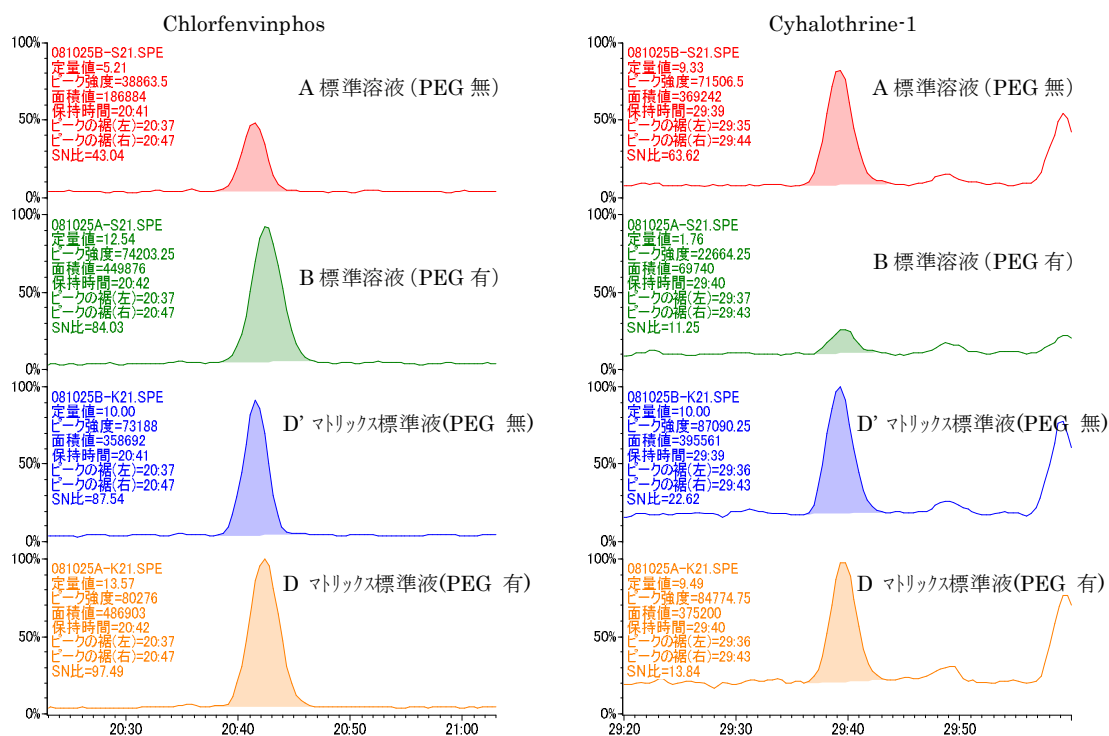 Chlorfenvinphos
100%
081025B-S21.SPE
定量値=5.21
ピーク強度=38863.5
面積値=186884
保持時間=20:41
ピークの裾(左)=20:37
ピークの裾(右)=20:47
SN比=43.04
A 標準溶液 (PEG 無)
50%
0%
100%
081025A-S21.SPE
定量値=12.54
ピーク強度=74203.25
面積値=449876
保持時間=20:42
ピークの裾(左)=20:37
ピークの裾(右)=20:47
SN比=84.03
B 標準溶液 (PEG 有)
50%
0%
100%
081025B-K21.SPE
定量値=10.00
ピーク強度=73188
面積値=358692
保持時間=20:41
ピークの裾(左)=20:37
ピークの裾(右)=20:47
SN比=87.54
D' マトリックス標準液(PEG 無)
50%
0%
100%
081025A-K21.SPE
定量値=13.57
ピーク強度=80276
面積値=486903
保持時間=20:42
ピークの裾(左)=20:37
ピークの裾(右)=20:47
SN比=97.49
D マトリックス標準液(PEG 有)
50%
0%
20:30 20:40 20:50 21:00
Cyhalothrine-1
100%
081025B-S21.SPE
定量値=9.33
ピーク強度=71506.5
面積値=369242
保持時間=29:39
ピークの裾(左)=29:35
ピークの裾(右)=29:44
SN比=63.62
A 標準溶液 (PEG 無)
50%
0%
100%
081025A-S21.SPE
定量値=1.76
ピーク強度=22664.25
面積値=69740
保持時間=29:40
ピークの裾(左)=29:37
ピークの裾(右)=29:43
SN比=11.25
B 標準溶液 (PEG 有)
50%
0%
100%
081025B-K21.SPE
定量値=10.00
ピーク強度=87090.25
面積値=395561
保持時間=29:39
ピークの裾(左)=29:36
ピークの裾(右)=29:43
SN比=22.62
D' マトリックス標準液(PEG 無)
50%
0%
100%
081025A-K21.SPE
定量値=9.49
ピーク強度=84774.75
面積値=375200
保持時間=29:40
ピークの裾(左)=29:36
ピークの裾(右)=29:43
SN比=13.84
D マトリックス標準液(PEG 有)
50%
0%
29:20 29:30 29:40 29:50